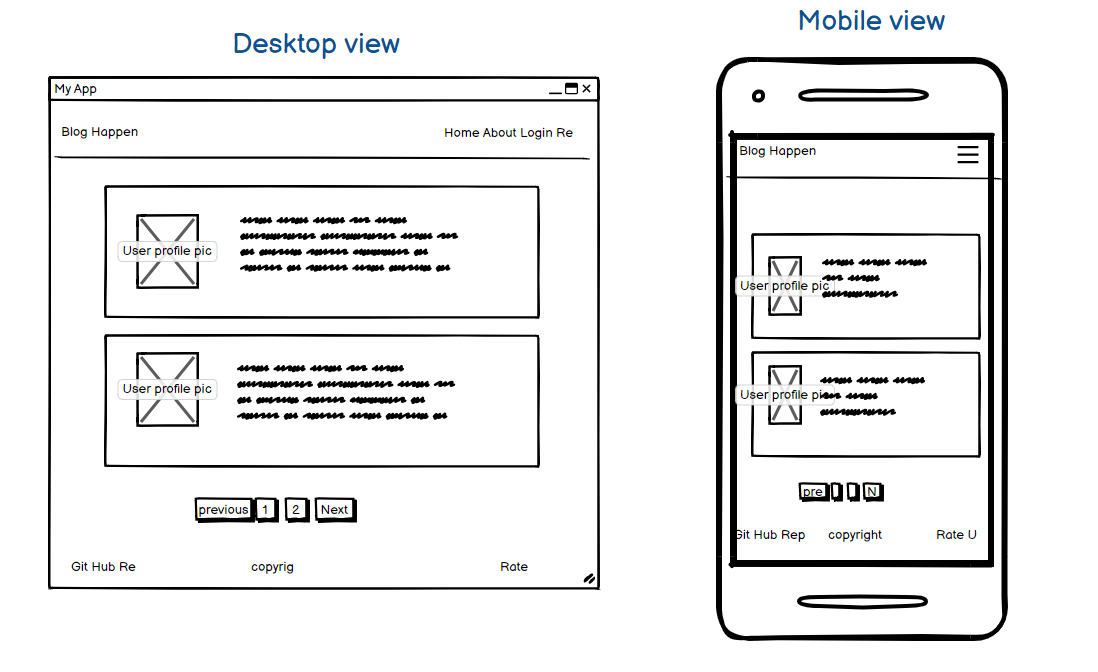 Desktop view
My App
Blog Happen
Home About Login Re
User profile pic
User profile pic
previous 1 2 Next
Git Hub Re copyrig Rate
Mobile view
Blog Happen
User profile pic
User profile pic
pre N
Git Hub Rep copyright Rate U